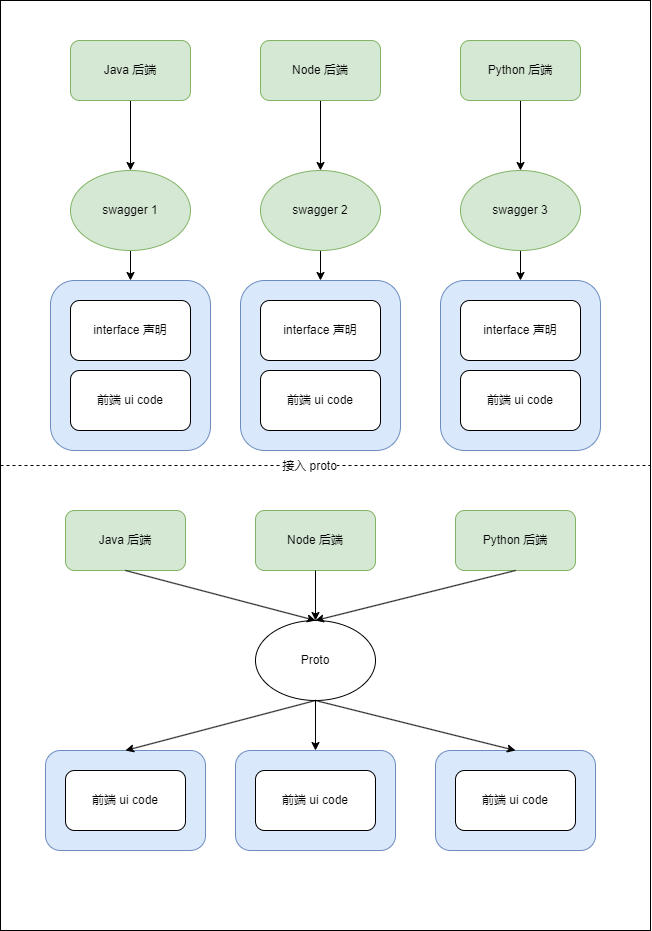 Java 后端
Node 后端
Python 后端
swagger 1
swagger 2
swagger 3
interface 声明
interface 声明
interface 声明
前端 ui code
前端 ui code
前端 ui code
接入 proto
Java 后端
Node 后端
Python 后端
Proto
前端 ui code
前端 ui code
前端 ui code